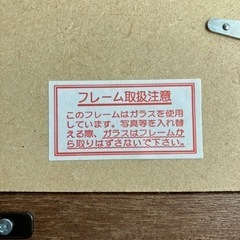 フレーム取扱注意
このフレームはガラスを使用
しています。写真等を入れ替
える際、ガラスはフレームか
ら取りはずさないで下さい。